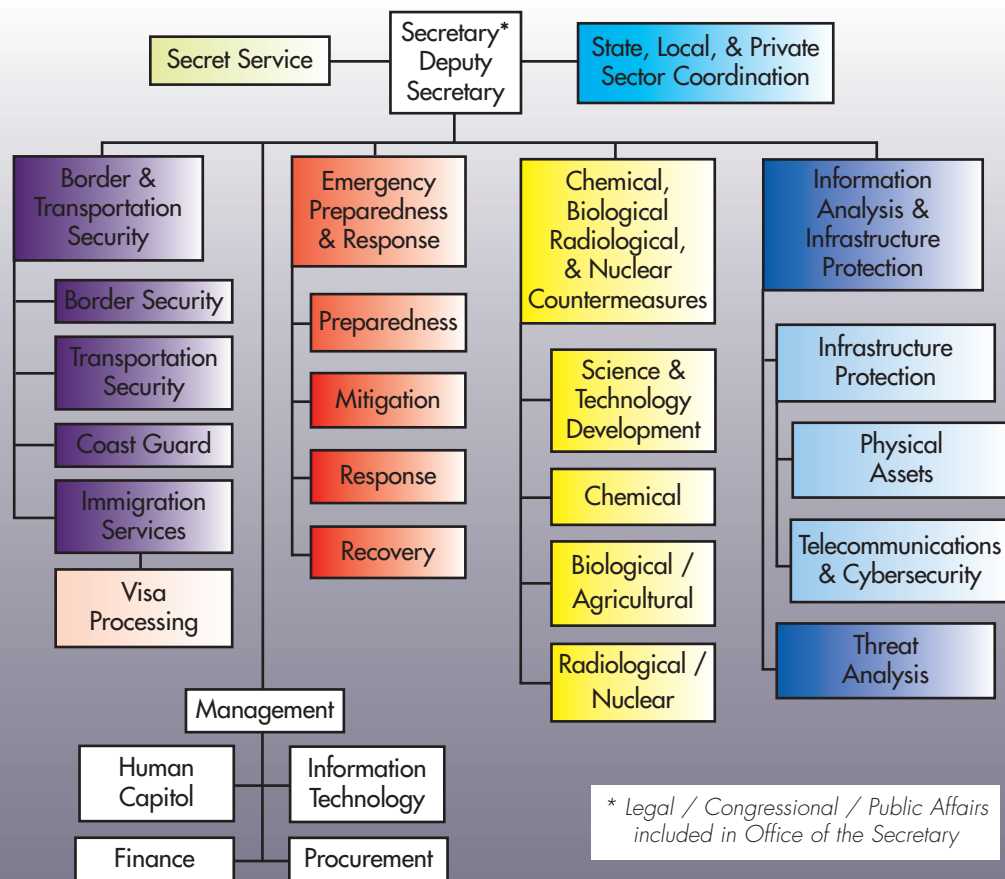 Secret Service
Secretary*
Deputy
Secretary
State, Local, & Private
Sector Coordination
Border &
Transportation
Security
Border Security
Transportation
Security
Coast Guard
Immigration
Services
Visa
Processing
Emergency
Preparedness
& Response
Preparedness
Mitigation
Response
Recovery
Chemical,
Biological
Radiological,
& Nuclear
Countermeasures
Science &
Technology
Development
Chemical
Biological /
Agricultural
Radiological /
Nuclear
Information
Analysis &
Infrastructure
Protection
Infrastructure
Protection
Physical
Assets
Telecommunications
& Cybersecurity
Threat
Analysis
Management
Human
Capitol
Information
Technology
Finance
Procurement
* Legal / Congressional / Public Affairs
included in Office of the Secretary